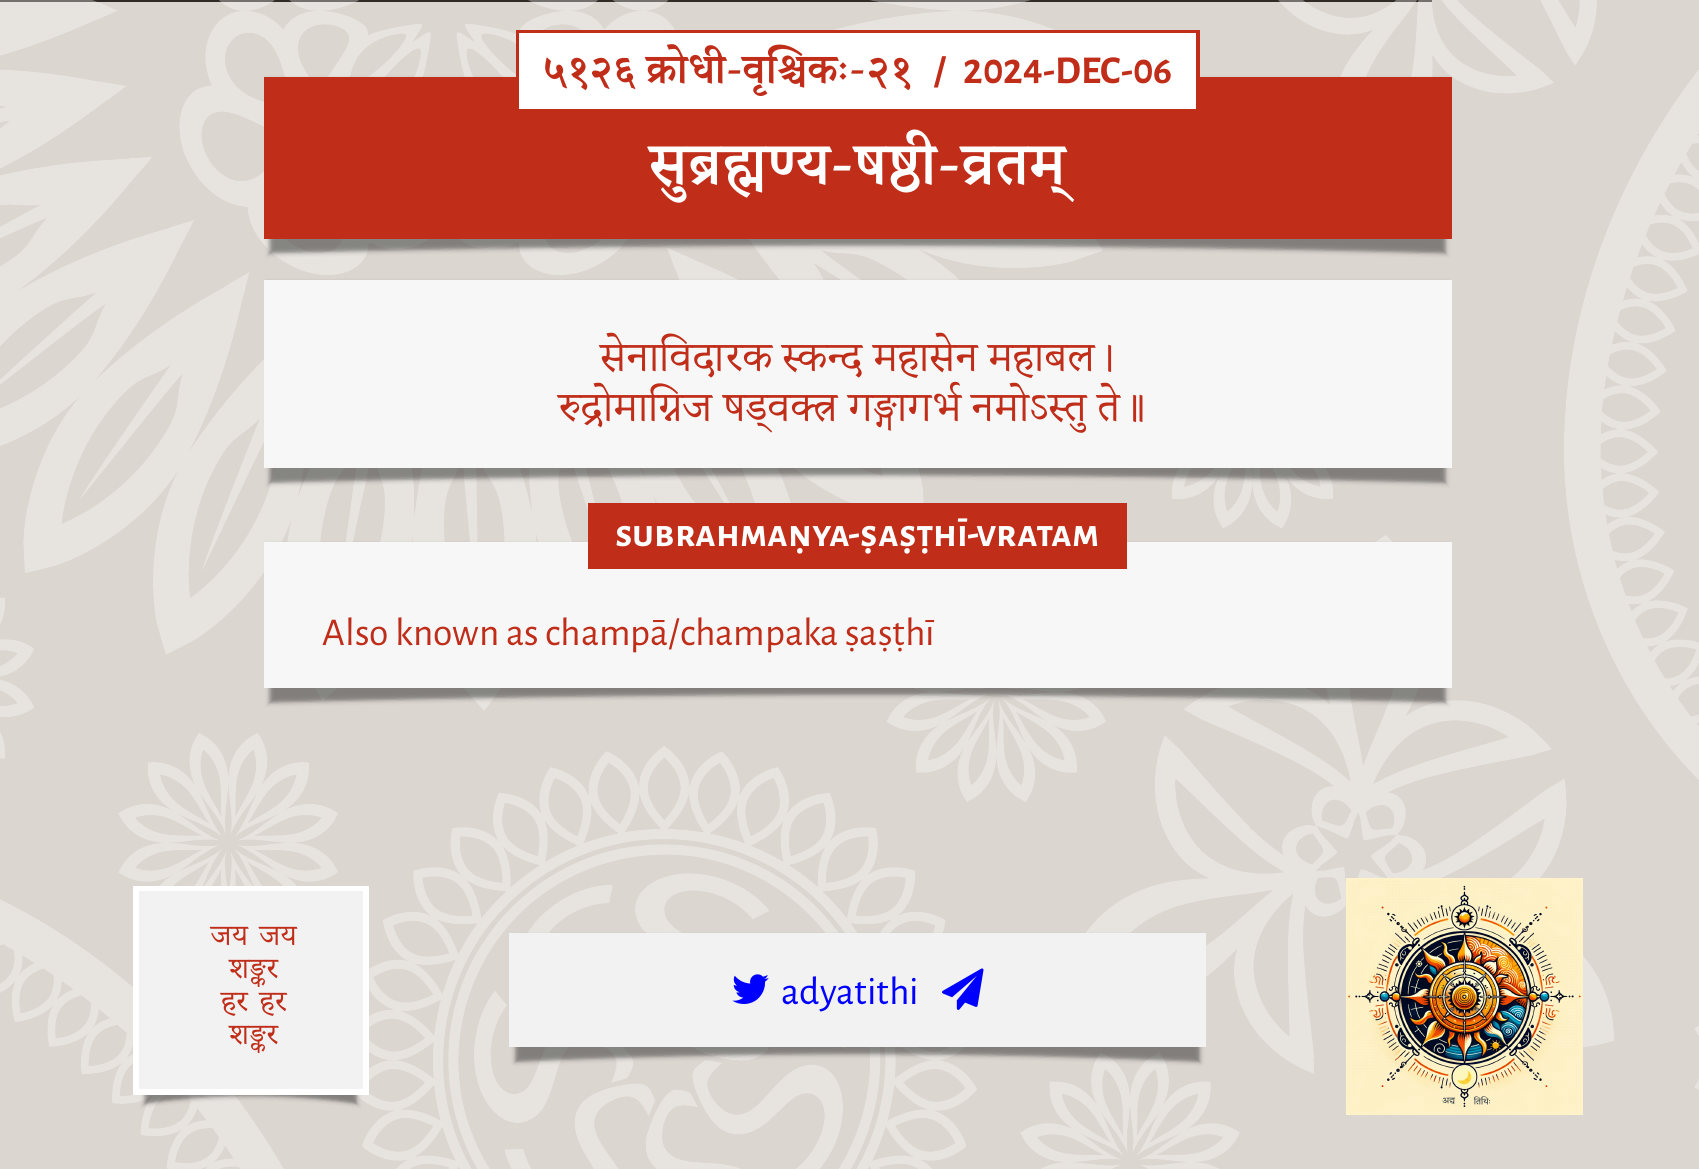 ५१२६ क्रोधी-वृश्चिकः-२१ / 2024-DEC-06
सुब्रह्मण्य-षष्ठी-व्रतम्
सेनाविदारक स्कन्द महासेन महाबल।
रुद्रोमाग्निज षड्वक्त्र गङ्गागर्भ नमोऽस्तु ते॥
SUBRAHMAṆYA-ṢAṢṬHĪ-VRATAM
Also known as champā/champaka ṣaṣṭhī
जय जय
शङ्कर
हर हर
शङ्कर
adyatithi
अद्य तिथिः